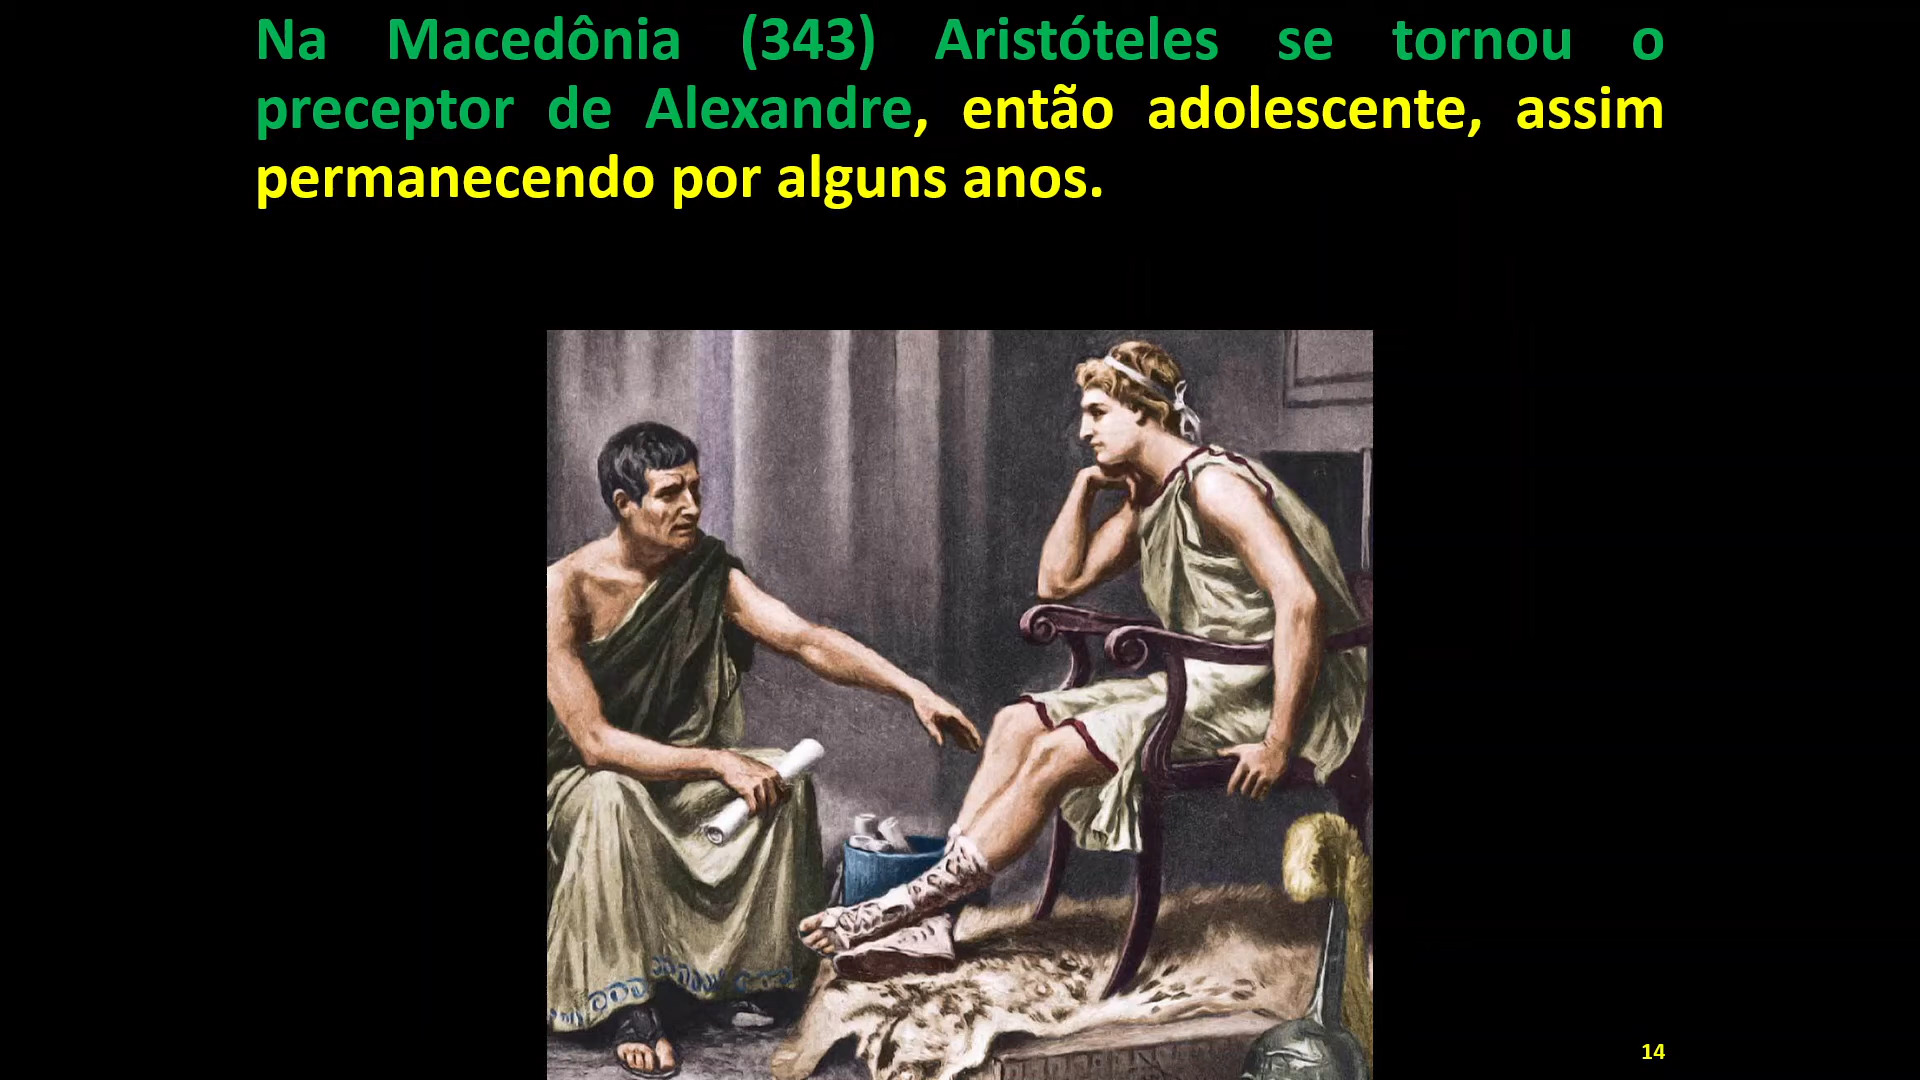 Na Macedônia (343) Aristóteles se tornou o
preceptor de Alexandre, então adolescente, assim
permanecendo por alguns anos.
14